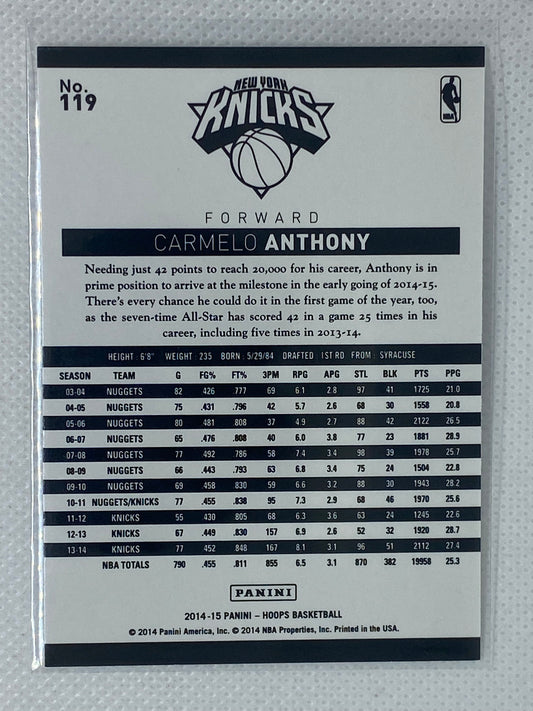 No.
119
NEW YORK
KNICKS
NBA
FORWARD
CARMELO ANTHONY
Needing just 42 points to reach 20,000 for his career, Anthony is in
prime position to arrive at the milestone in the early going of 2014-15.
There's every chance he could do it in the first game of the year, too,
as the seven-time All-Star has scored 42 in a game 25 times in his
career, including five times in 2013-14.
HEIGHT: 6'8" WEIGHT 235 BORN: 5/29/84 DRAFTED 1ST RD FROM: SYRACUSE
SEASON TEAM G FG% FT% 3PM RPG APG STL BLK PTS PPG
03-04 NUGGETS 82 .426 .777 69 6.1 2.8 97 41 1725 21.0
04-05 NUGGETS 75 .431 .796 42 5.7 2.6 68 30 1558 20.8
05-06 NUGGETS 80 .481 .808 37 4.9 2.7 88 42 2122 26.5
06-07 NUGGETS 65 .476 .808 40 6.0 3.8 77 23 1881 28.9
07-08 NUGGETS 77 .492 .786 58 7.4 3.4 98 39 1978 25.7
08-09 NUGGETS 66 .443 .793 63 6.8 3.4 75 24 1504 22.8
09-10 NUGGETS 69 .458 .830 59 6.6 3.2 88 30 1943 28.2
10-11 NUGGETS/KNICKS 77 .455 .838 95 7.3 2.9 68 46 1970 25.6
11-12 KNICKS 55 .430 .805 68 6.3 3.6 63 24 1245 22.6
12-13 KNICKS 67 .449 .830 157 6.9 2.6 52 32 1920 28.7
13-14 KNICKS 77 .452 .848 167 8.1 3.1 96 51 2112 27.4
NBA TOTALS 790 .455 .811 855 6.5 3.1 870 382 19958 25.3
PANINI
2014-15 PANINI – HOOPS BASKETBALL
© 2014 Panini America, Inc. © 2014 NBA Properties, Inc. Printed in the USA.